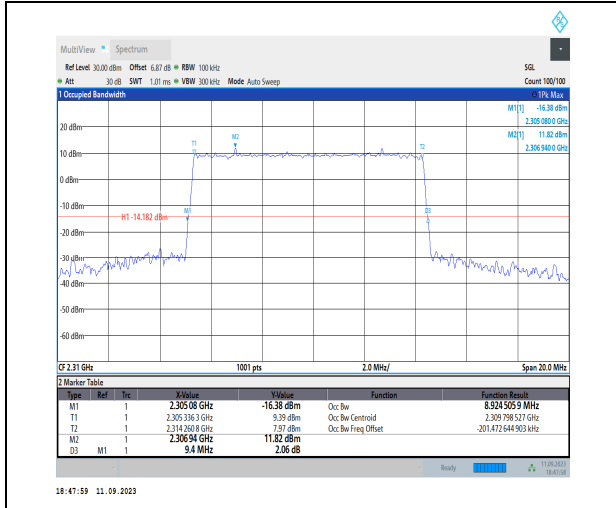 MultiView Spectrum
Ref Level 30.00 dBm Offset 6.87 dB RBW 100 kHz SGL
Att 30 dB SWT 1.01 ms VBW 300 kHz Mode Auto Sweep Count 100/100
1 Occupied Bandwidth 1Pk Max
M1[1] -16.38 dBm
2.305 080 0 GHz
M2[1] 11.82 dBm
2.306 940 0 GHz
20 dBm
M2
T1
T2
10 dBm
0 dBm
-10 dBm
M1
D3
H1 -14.182 dBm
-20 dBm
-30 dBm
-40 dBm
-50 dBm
-60 dBm
CF 2.31 GHz 1001 pts 2.0 MHz/ Span 20.0 MHz
2 Marker Table
Type Ref Trc X-Value Y-Value Function Function Result
M1 1 2.305 08 GHz -16.38 dBm Occ Bw 8.924 505 9 MHz
T1 1 2.305 336 3 GHz 9.39 dBm Occ Bw Centroid 2.309 798 527 GHz
T2 1 2.314 260 8 GHz 7.97 dBm Occ Bw Freq Offset -201.472 644 903 kHz
M2 1 2.306 94 GHz 11.82 dBm
D3 M1 1 9.4 MHz 2.06 dB
Ready 11.09.2023
18:47:58
18:47:59 11.09.2023